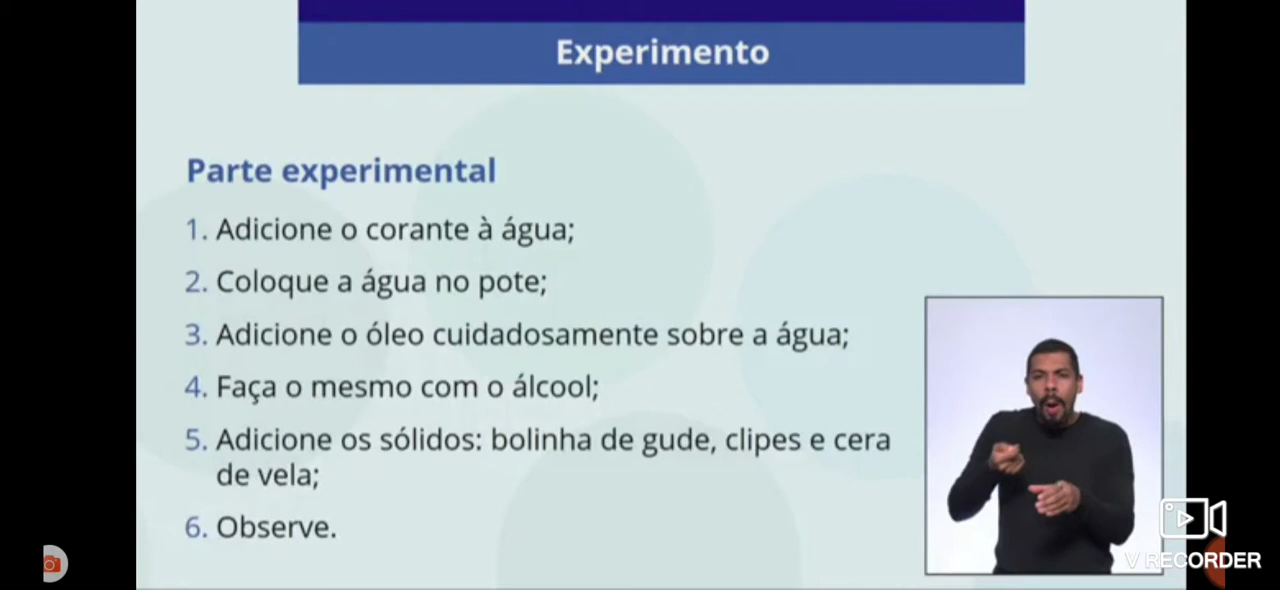 Experimento
Parte experimental
1. Adicione o corante à água;
2. Coloque a água no pote;
3. Adicione o óleo cuidadosamente sobre a água;
4. Faça o mesmo com o álcool;
5. Adicione os sólidos: bolinha de gude, clipes e cera
de vela;
6. Observe.
V RECORDER